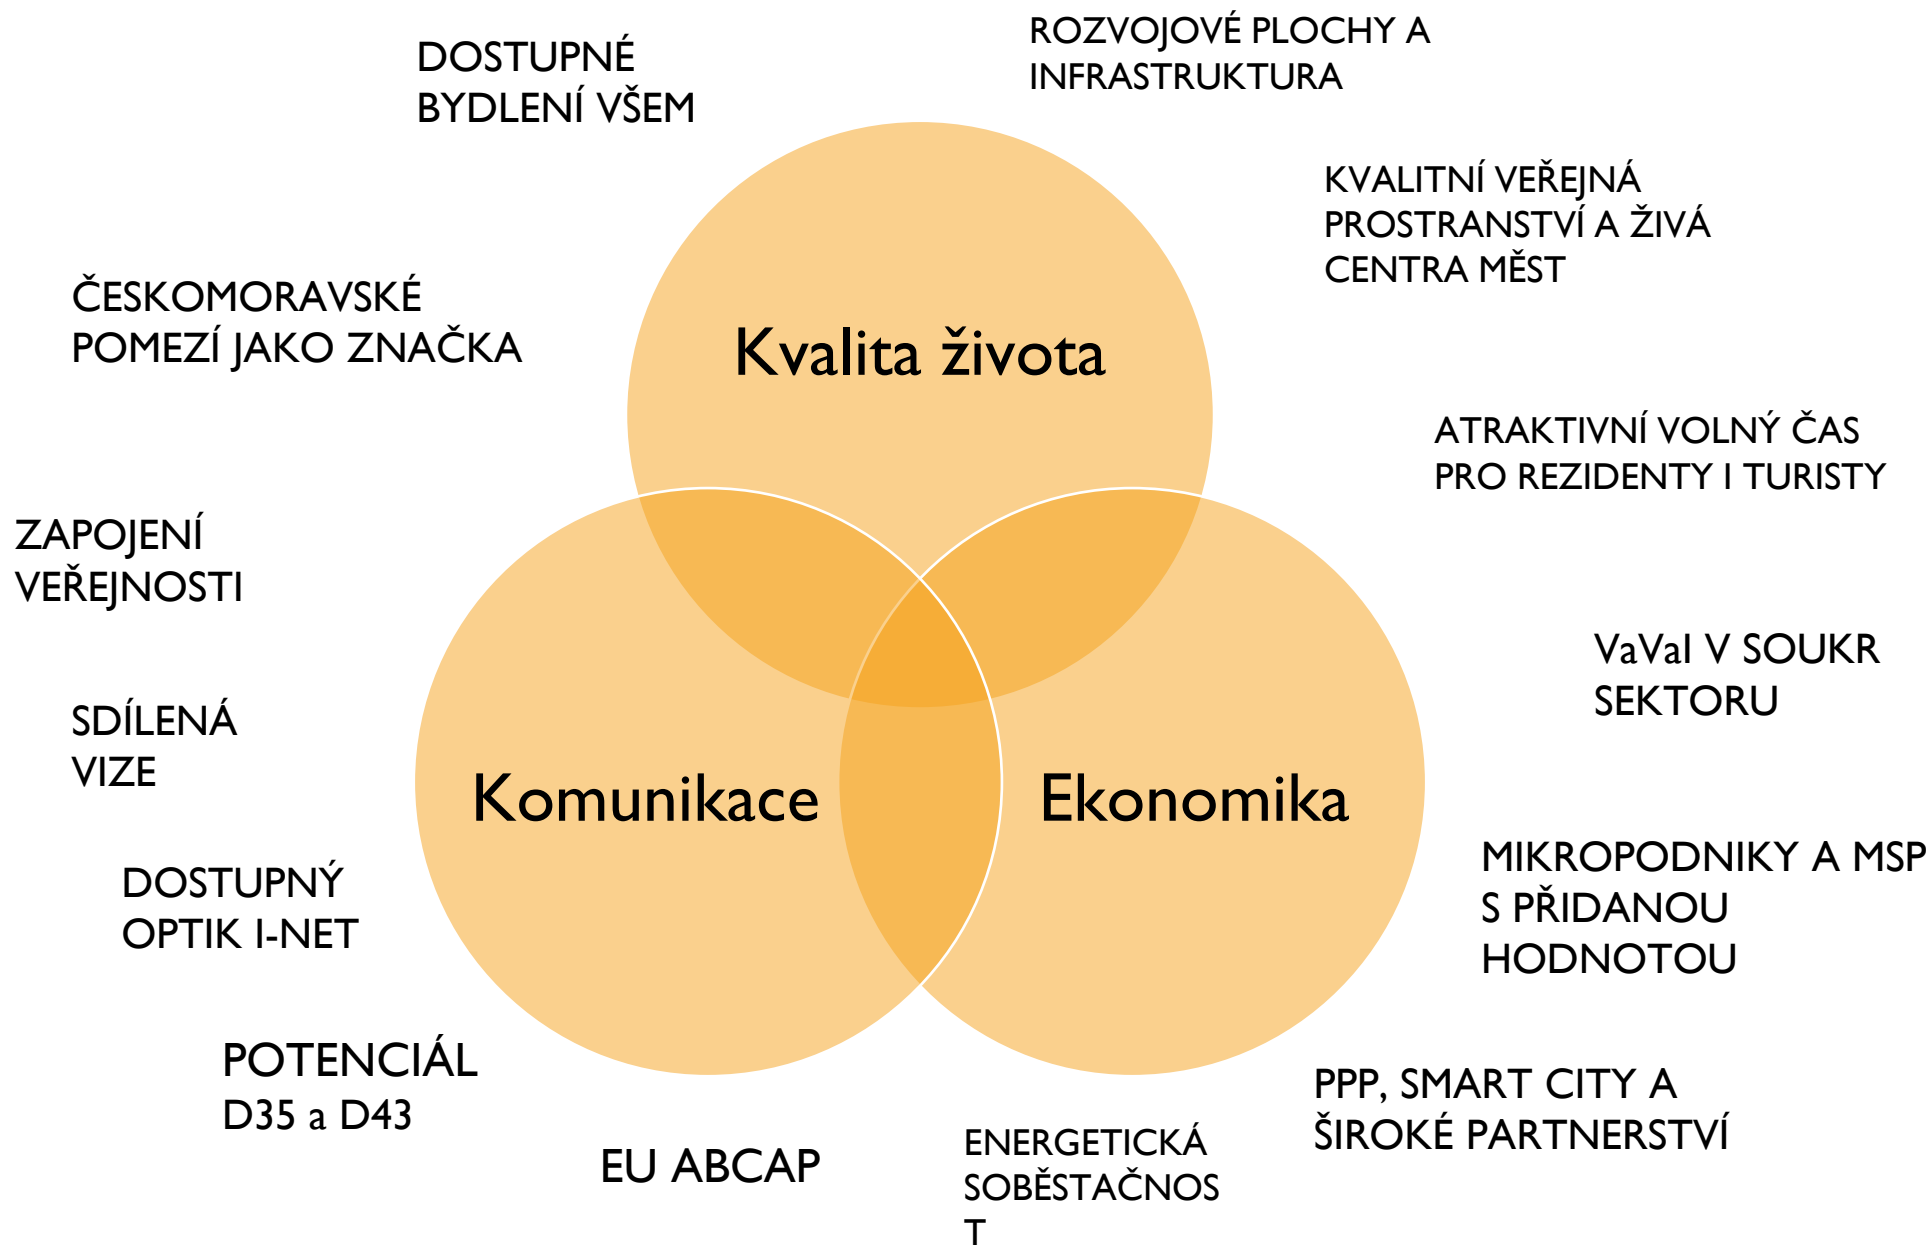 DOSTUPNÉ
BYDLENÍ VŠEM
ROZVOJOVÉ PLOCHY A
INFRASTRUKTURA
KVALITNÍ VEŘEJNÁ
PROSTRANSTVÍ A ŽIVÁ
CENTRA MĚST
ČESKOMORAVSKÉ
POMEZÍ JAKO ZNAČKA
Kvalita života
ATRAKTIVNÍ VOLNÝ ČAS
PRO REZIDENTY I TURISTY
ZAPOJENÍ
VEŘEJNOSTI
VaVaI V SOUKR
SEKTORU
SDÍLENÁ
VIZE
Komunikace
Ekonomika
MIKROPODNIKY A MSP
S PŘIDANOU
HODNOTOU
DOSTUPNÝ
OPTIK I-NET
POTENCIÁL
D35 a D43
PPP, SMART CITY A
ŠIROKÉ PARTNERSTVÍ
EU ABCAP
ENERGETICKÁ
SOBĚSTAČNOS
T